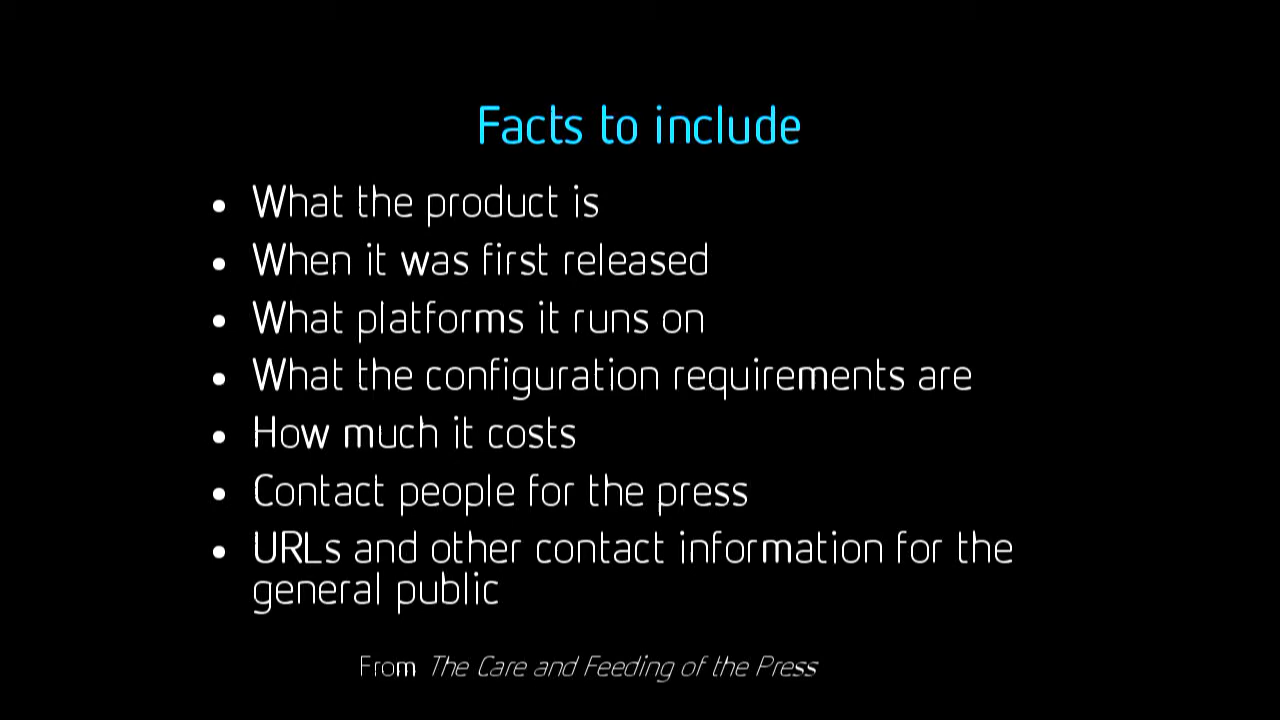 Facts to include
• What the product is
• When it was first released
• What platforms it runs on
• What the configuration requirements are
• How much it costs
• Contact people for the press
• URLs and other contact information for the
general public
From The Care and Feeding of the Press